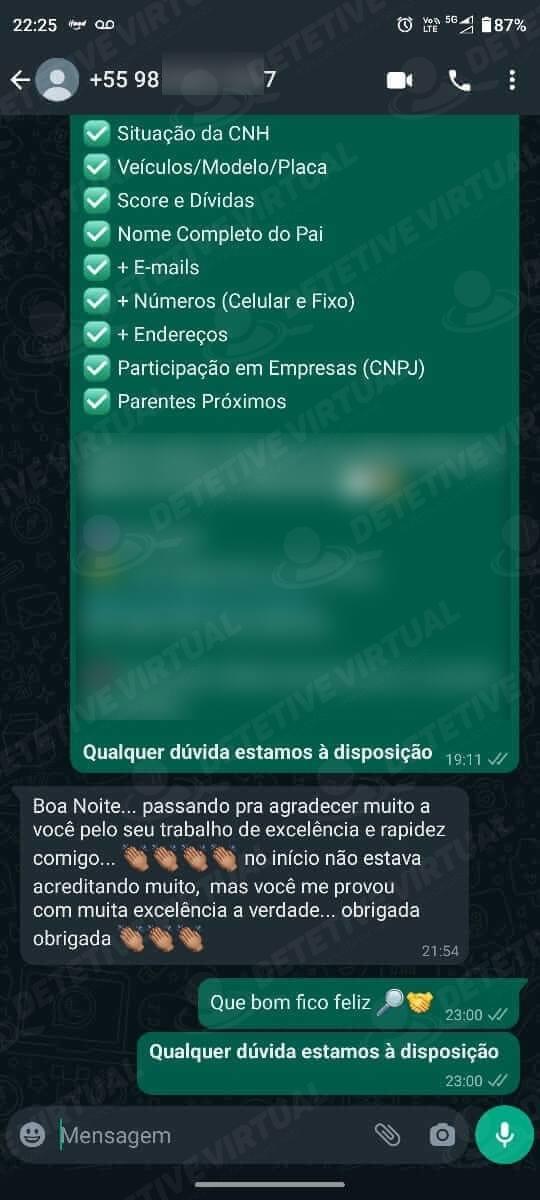 22:25 VoD 5G LTE 87%
+55 98 7
Situação da CNH
Veículos/Modelo/Placa
Score e Dívidas
Nome Completo do Pai
+ E-mails
+ Números (Celular e Fixo)
+ Endereços
Participação em Empresas (CNPJ)
Parentes Próximos
Qualquer dúvida estamos à disposição 19:11
Boa Noite... passando pra agradecer muito a
você pelo seu trabalho de excelência e rapidez
comigo... 👏🏽👏🏽👏🏽👏🏽 no início não estava
acreditando muito, mas você me provou
com muita excelência a verdade... obrigada
obrigada 👏🏽👏🏽👏🏽
21:54
Que bom fico feliz 🔎🤝 23:00
Qualquer dúvida estamos à disposição
23:00
Mensagem
DETETIVE VIRTUAL